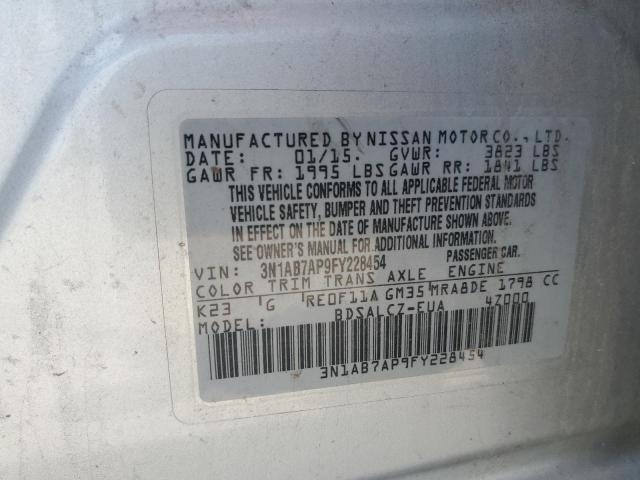 MANUFACTURED BY NISSAN MOTOR CO., LTD.
DATE: 01/15. GVWR: 3823 LBS
GAWR FR: 1995 LBS GAWR RR: 1841 LBS
THIS VEHICLE CONFORMS TO ALL APPLICABLE FEDERAL MOTOR
VEHICLE SAFETY, BUMPER AND THEFT PREVENTION STANDARDS
IN EFFECT ON THE DATE OF MANUFACTURE SHOWN ABOVE.
SEE OWNER'S MANUAL FOR ADDITIONAL INFORMATION.
VIN: 3N1AB7AP9FY228454 PASSENGER CAR.
COLOR TRIM TRANS AXLE ENGINE
K23 G RE0F11A GM35 MRA8DE 1798 CC
MODEL: BDSALCZ-EUA 4Z000
3N1AB7AP9FY228454